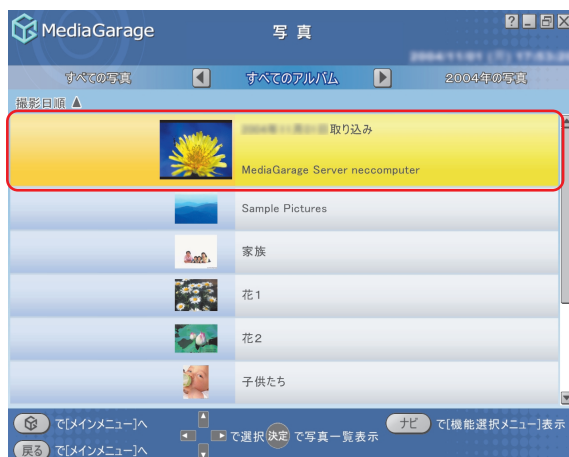 MediaGarage
写真
すべての写真 すべてのアルバム 2004年の写真
撮影日順
取り込み
MediaGarage Server neccomputer
Sample Pictures
家族
花1
花2
子供たち
で[メインメニュー]へ
戻る で[メインメニュー]へ
で選択 決定 で写真一覧表示
ナビ で[機能選択メニュー]表示